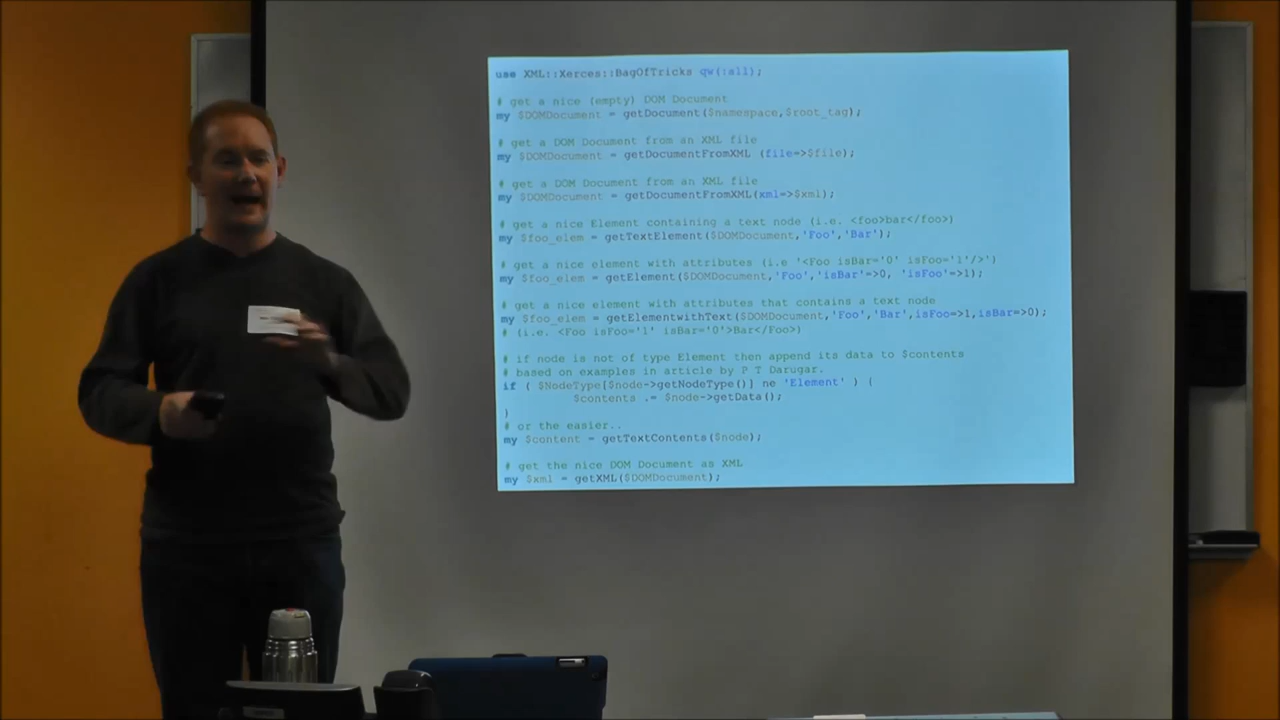 use XML::Xerces::BagOfTricks qw(:all);
# get a nice (empty) DOM Document
my $DOMDocument = getDocument($namespace,$root_tag);
# get a DOM Document from an XML file
my $DOMDocument = getDocumentFromXML (file=>$file);
# get a DOM Document from an XML file
my $DOMDocument = getDocumentFromXML(xml=>$xml);
# get a nice Element containing a text node (i.e. <foo>bar</foo>)
my $foo_elem = getTextElement($DOMDocument,'Foo','Bar');
# get a nice element with attributes (i.e '<Foo isBar='0' isFoo='1'/>')
my $foo_elem = getElement($DOMDocument,'Foo','isBar'=>0, 'isFoo'=>1);
# get a nice element with attributes that contains a text node
my $foo_elem = getElementwithText($DOMDocument,'Foo','Bar',isFoo=>1,isBar=>0);
# (i.e. <Foo isFoo='1' isBar='0'>Bar</Foo>)
# if node is not of type Element then append its data to $contents
# based on examples in article by P T Darugar.
if ( $NodeType[$node->getNodeType()] ne 'Element' ) {
$contents .= $node->getData();
}
# or the easier..
my $content = getTextContents($node);
# get the nice DOM Document as XML
my $xml = getXML($DOMDocument);